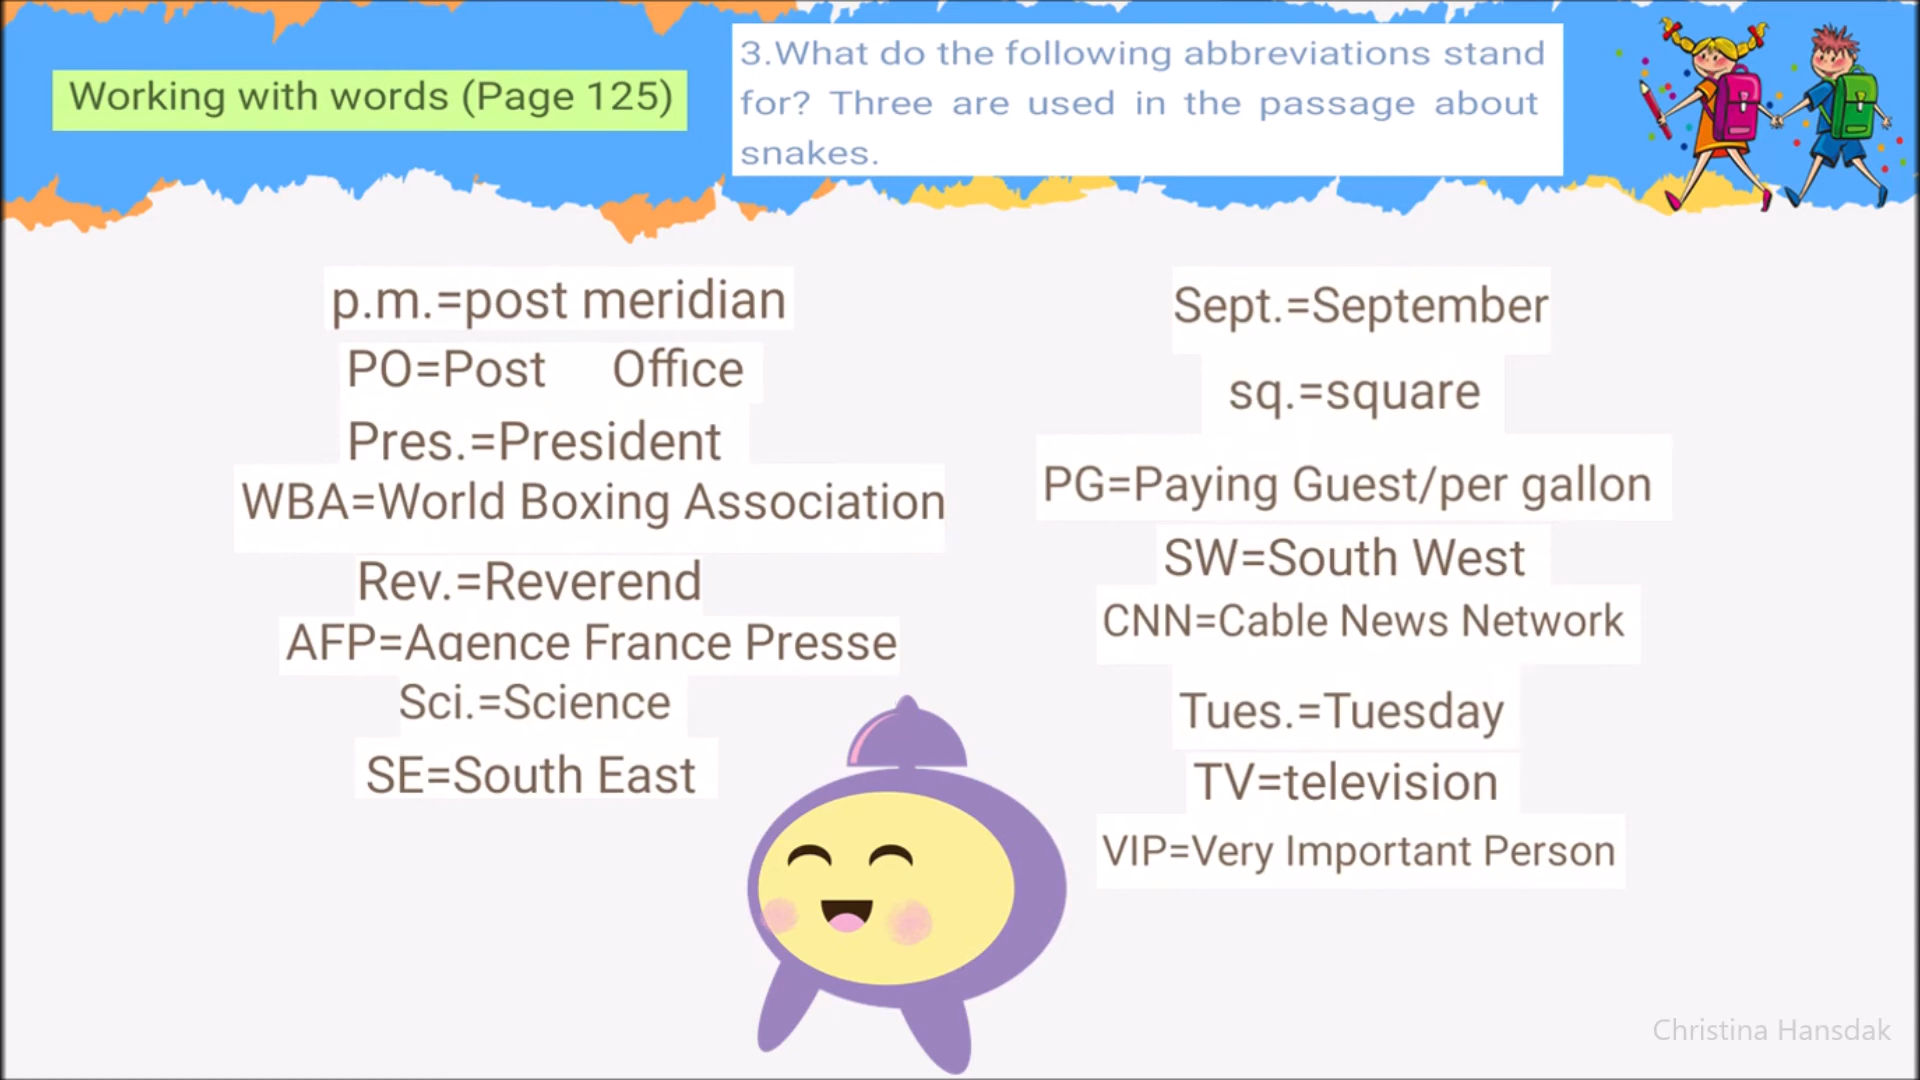 Working with words (Page 125)
3.What do the following abbreviations stand
for? Three are used in the passage about
snakes.
p.m.=post meridian
PO=Post Office
Pres.=President
WBA=World Boxing Association
Rev.=Reverend
AFP=Agence France Presse
Sci.=Science
SE=South East
Sept.=September
sq.=square
PG=Paying Guest/per gallon
SW=South West
CNN=Cable News Network
Tues.=Tuesday
TV=television
VIP=Very Important Person
Christina Hansdak